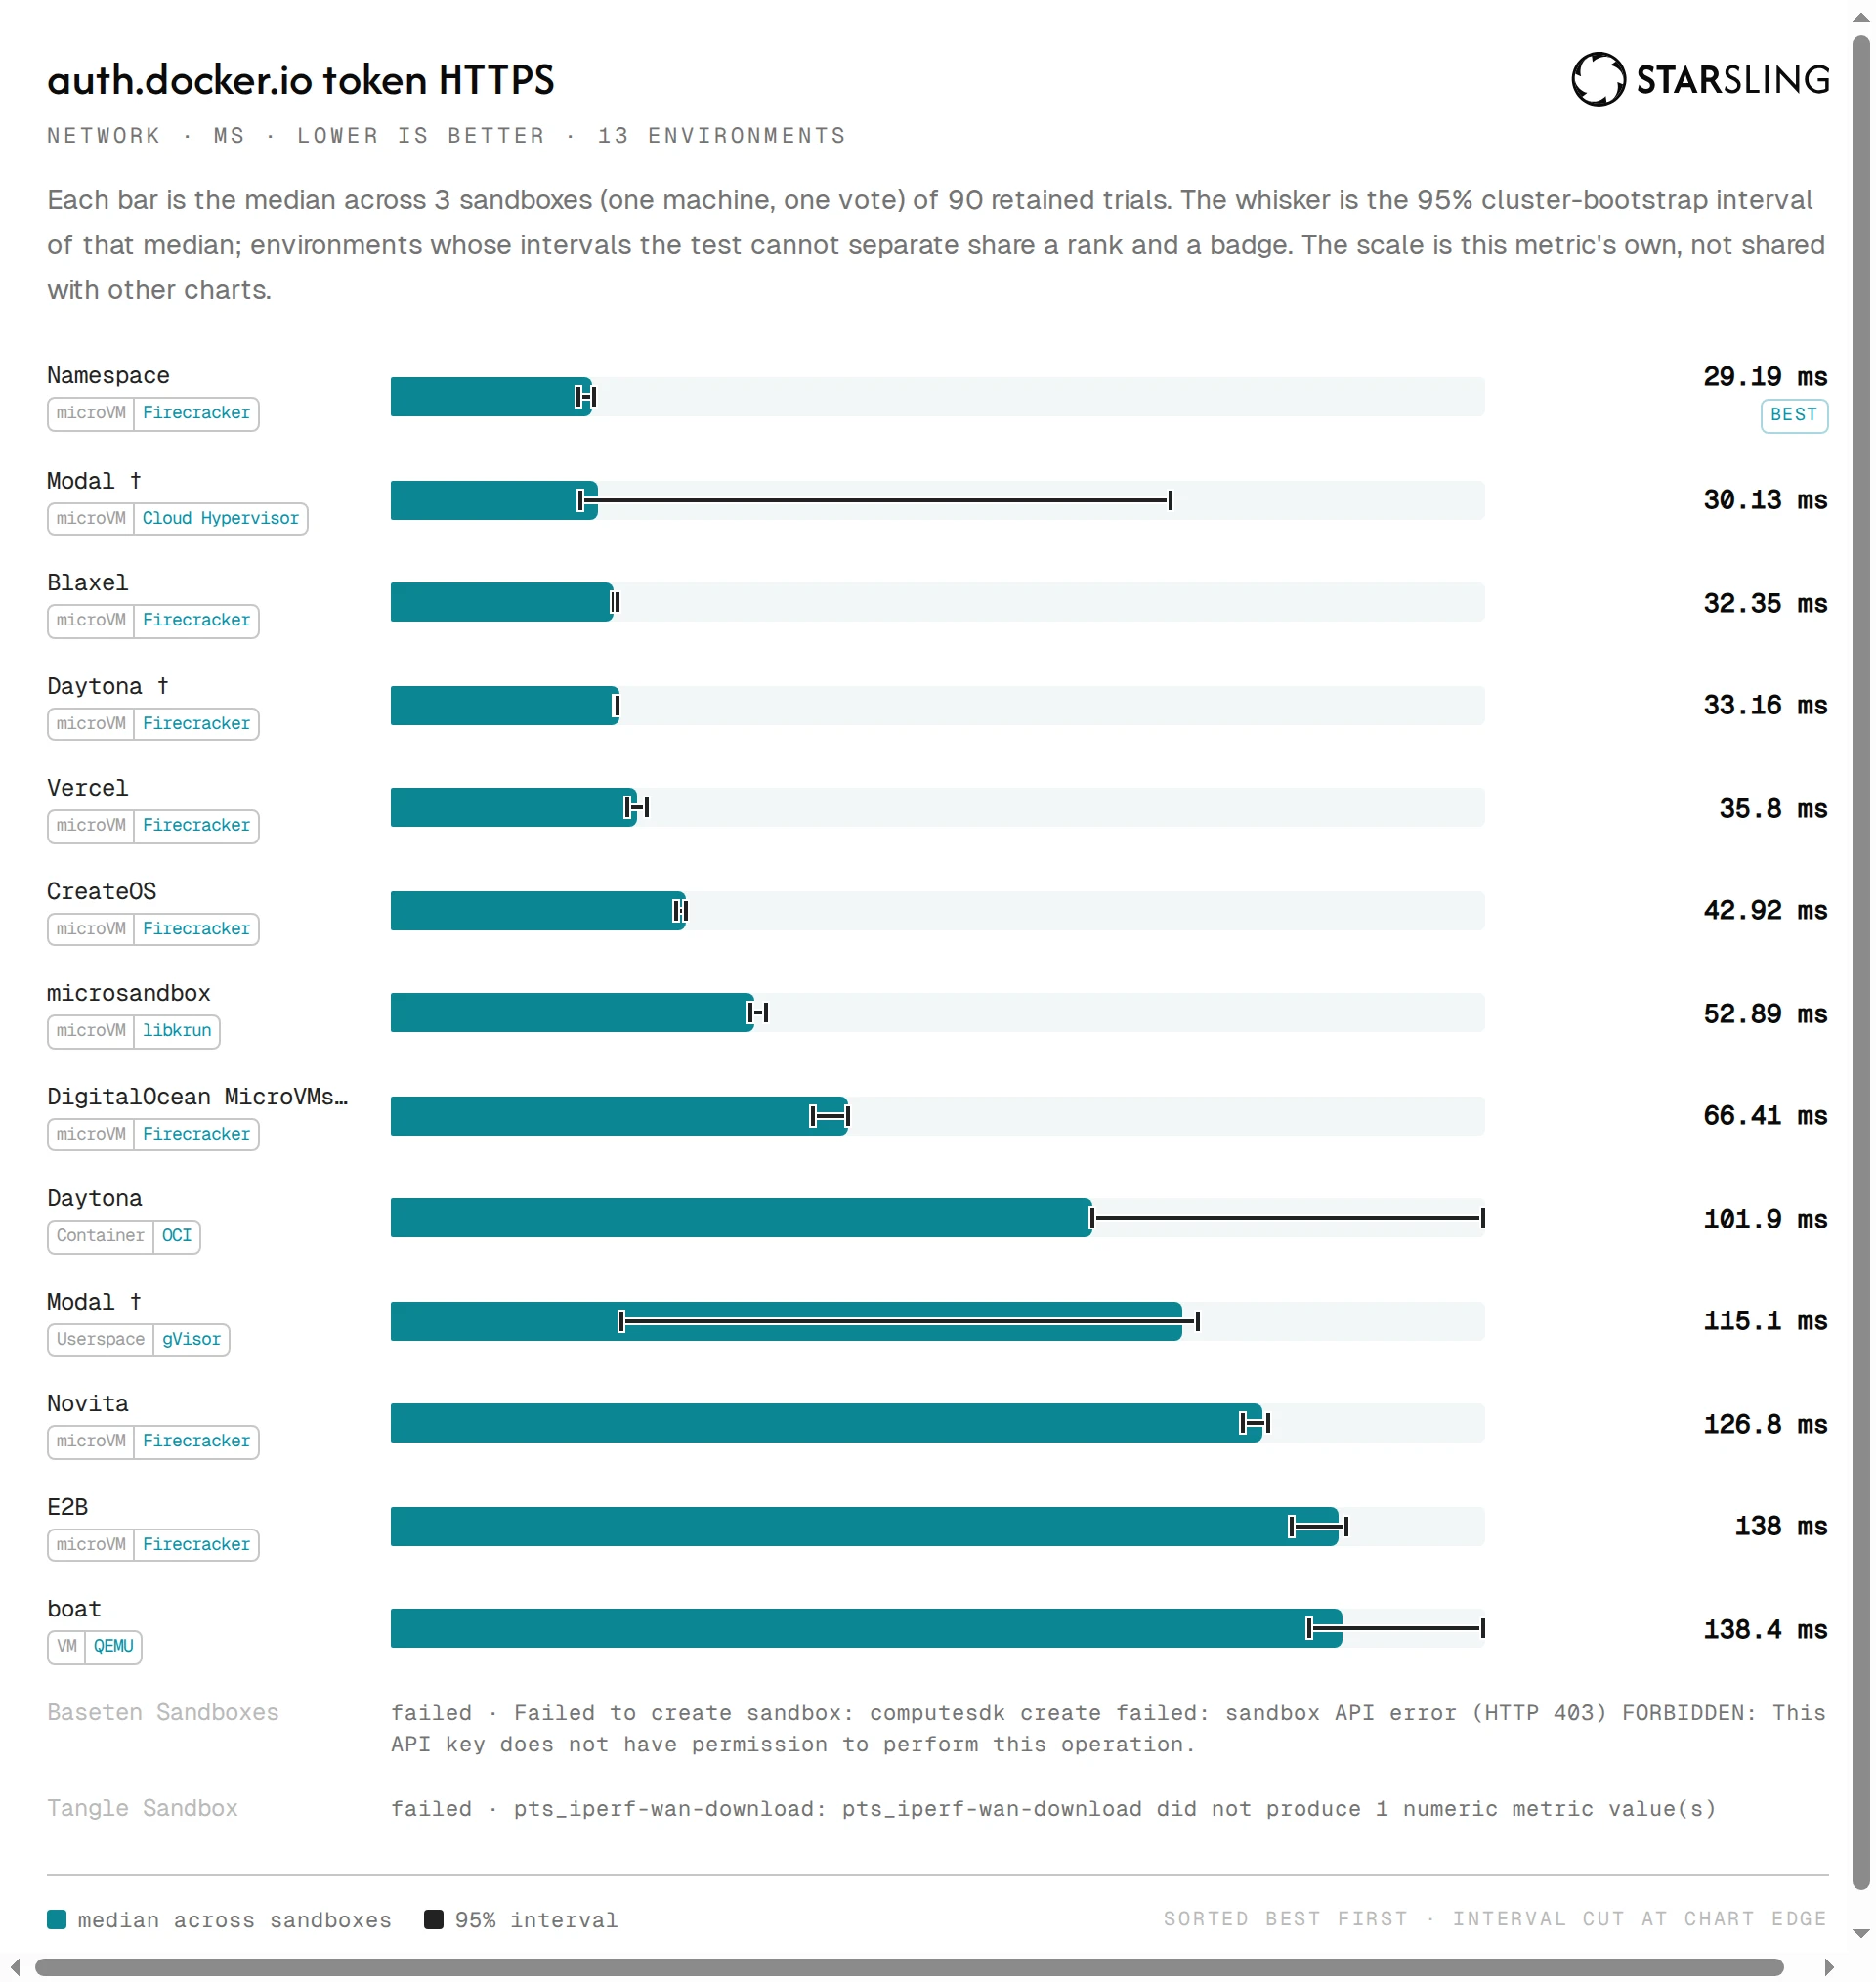 auth.docker.io token HTTPS
STARSLING
NETWORK · MS · LOWER IS BETTER · 13 ENVIRONMENTS
Each bar is the median across 3 sandboxes (one machine, one vote) of 90 retained trials. The whisker is the 95% cluster-bootstrap interval
of that median; environments whose intervals the test cannot separate share a rank and a badge. The scale is this metric's own, not shared
with other charts.
Namespace
microVM Firecracker
29.19 ms
BEST
Modal †
microVM Cloud Hypervisor
30.13 ms
Blaxel
microVM Firecracker
32.35 ms
Daytona †
microVM Firecracker
33.16 ms
Vercel
microVM Firecracker
35.8 ms
CreateOS
microVM Firecracker
42.92 ms
microsandbox
microVM libkrun
52.89 ms
DigitalOcean MicroVMs…
microVM Firecracker
66.41 ms
Daytona
Container OCI
101.9 ms
Modal †
Userspace gVisor
115.1 ms
Novita
microVM Firecracker
126.8 ms
E2B
microVM Firecracker
138 ms
boat
VM QEMU
138.4 ms
Baseten Sandboxes
failed · Failed to create sandbox: computesdk create failed: sandbox API error (HTTP 403) FORBIDDEN: This
API key does not have permission to perform this operation.
Tangle Sandbox
failed · pts_iperf-wan-download: pts_iperf-wan-download did not produce 1 numeric metric value(s)
median across sandboxes
95% interval
SORTED BEST FIRST · INTERVAL CUT AT CHART EDGE